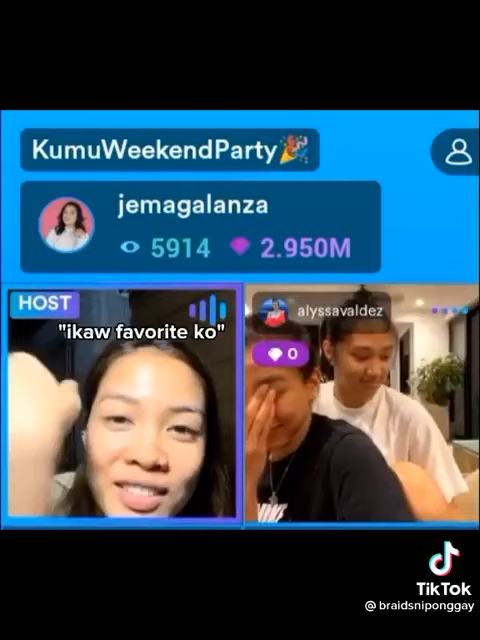 KumuWeekendParty🎉
jemagalanza
5914 2.950M
HOST
"ikaw favorite ko"
alyssavaldez
0
TikTok
@braidsniponggay